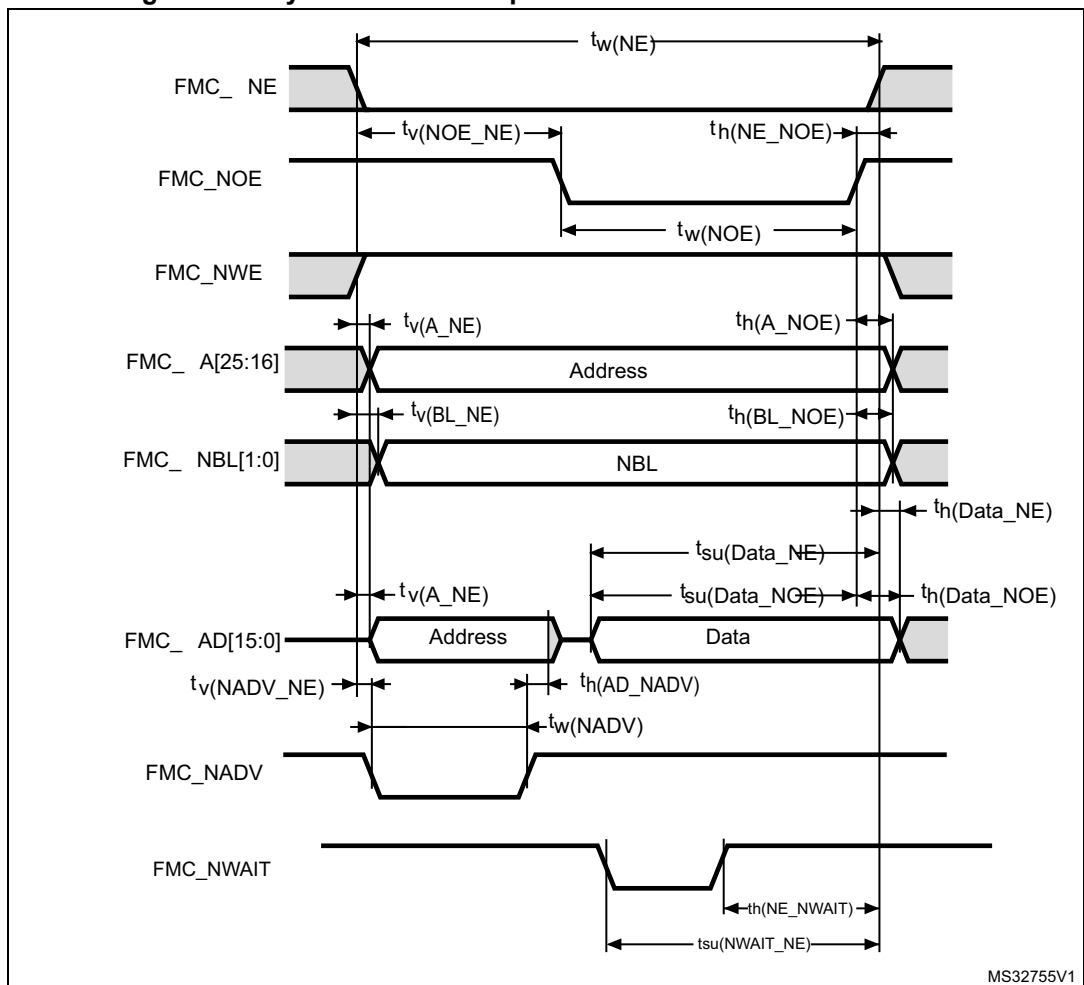 tw(NE)
FMC_ NE
tv(NOE_NE)
th(NE_NOE)
FMC_NOE
tw(NOE)
FMC_NWE
tv(A_NE)
th(A_NOE)
FMC_ A[25:16]
Address
tv(BL_NE)
th(BL_NOE)
FMC_ NBL[1:0]
NBL
th(Data_NE)
tsu(Data_NE)
tv(A_NE)
tsu(Data_NOE)
th(Data_NOE)
FMC_ AD[15:0]
Address
Data
tv(NADV_NE)
th(AD_NADV)
tw(NADV)
FMC_NADV
FMC_NWAIT
th(NE_NWAIT)
tsu(NWAIT_NE)
MS32755V1